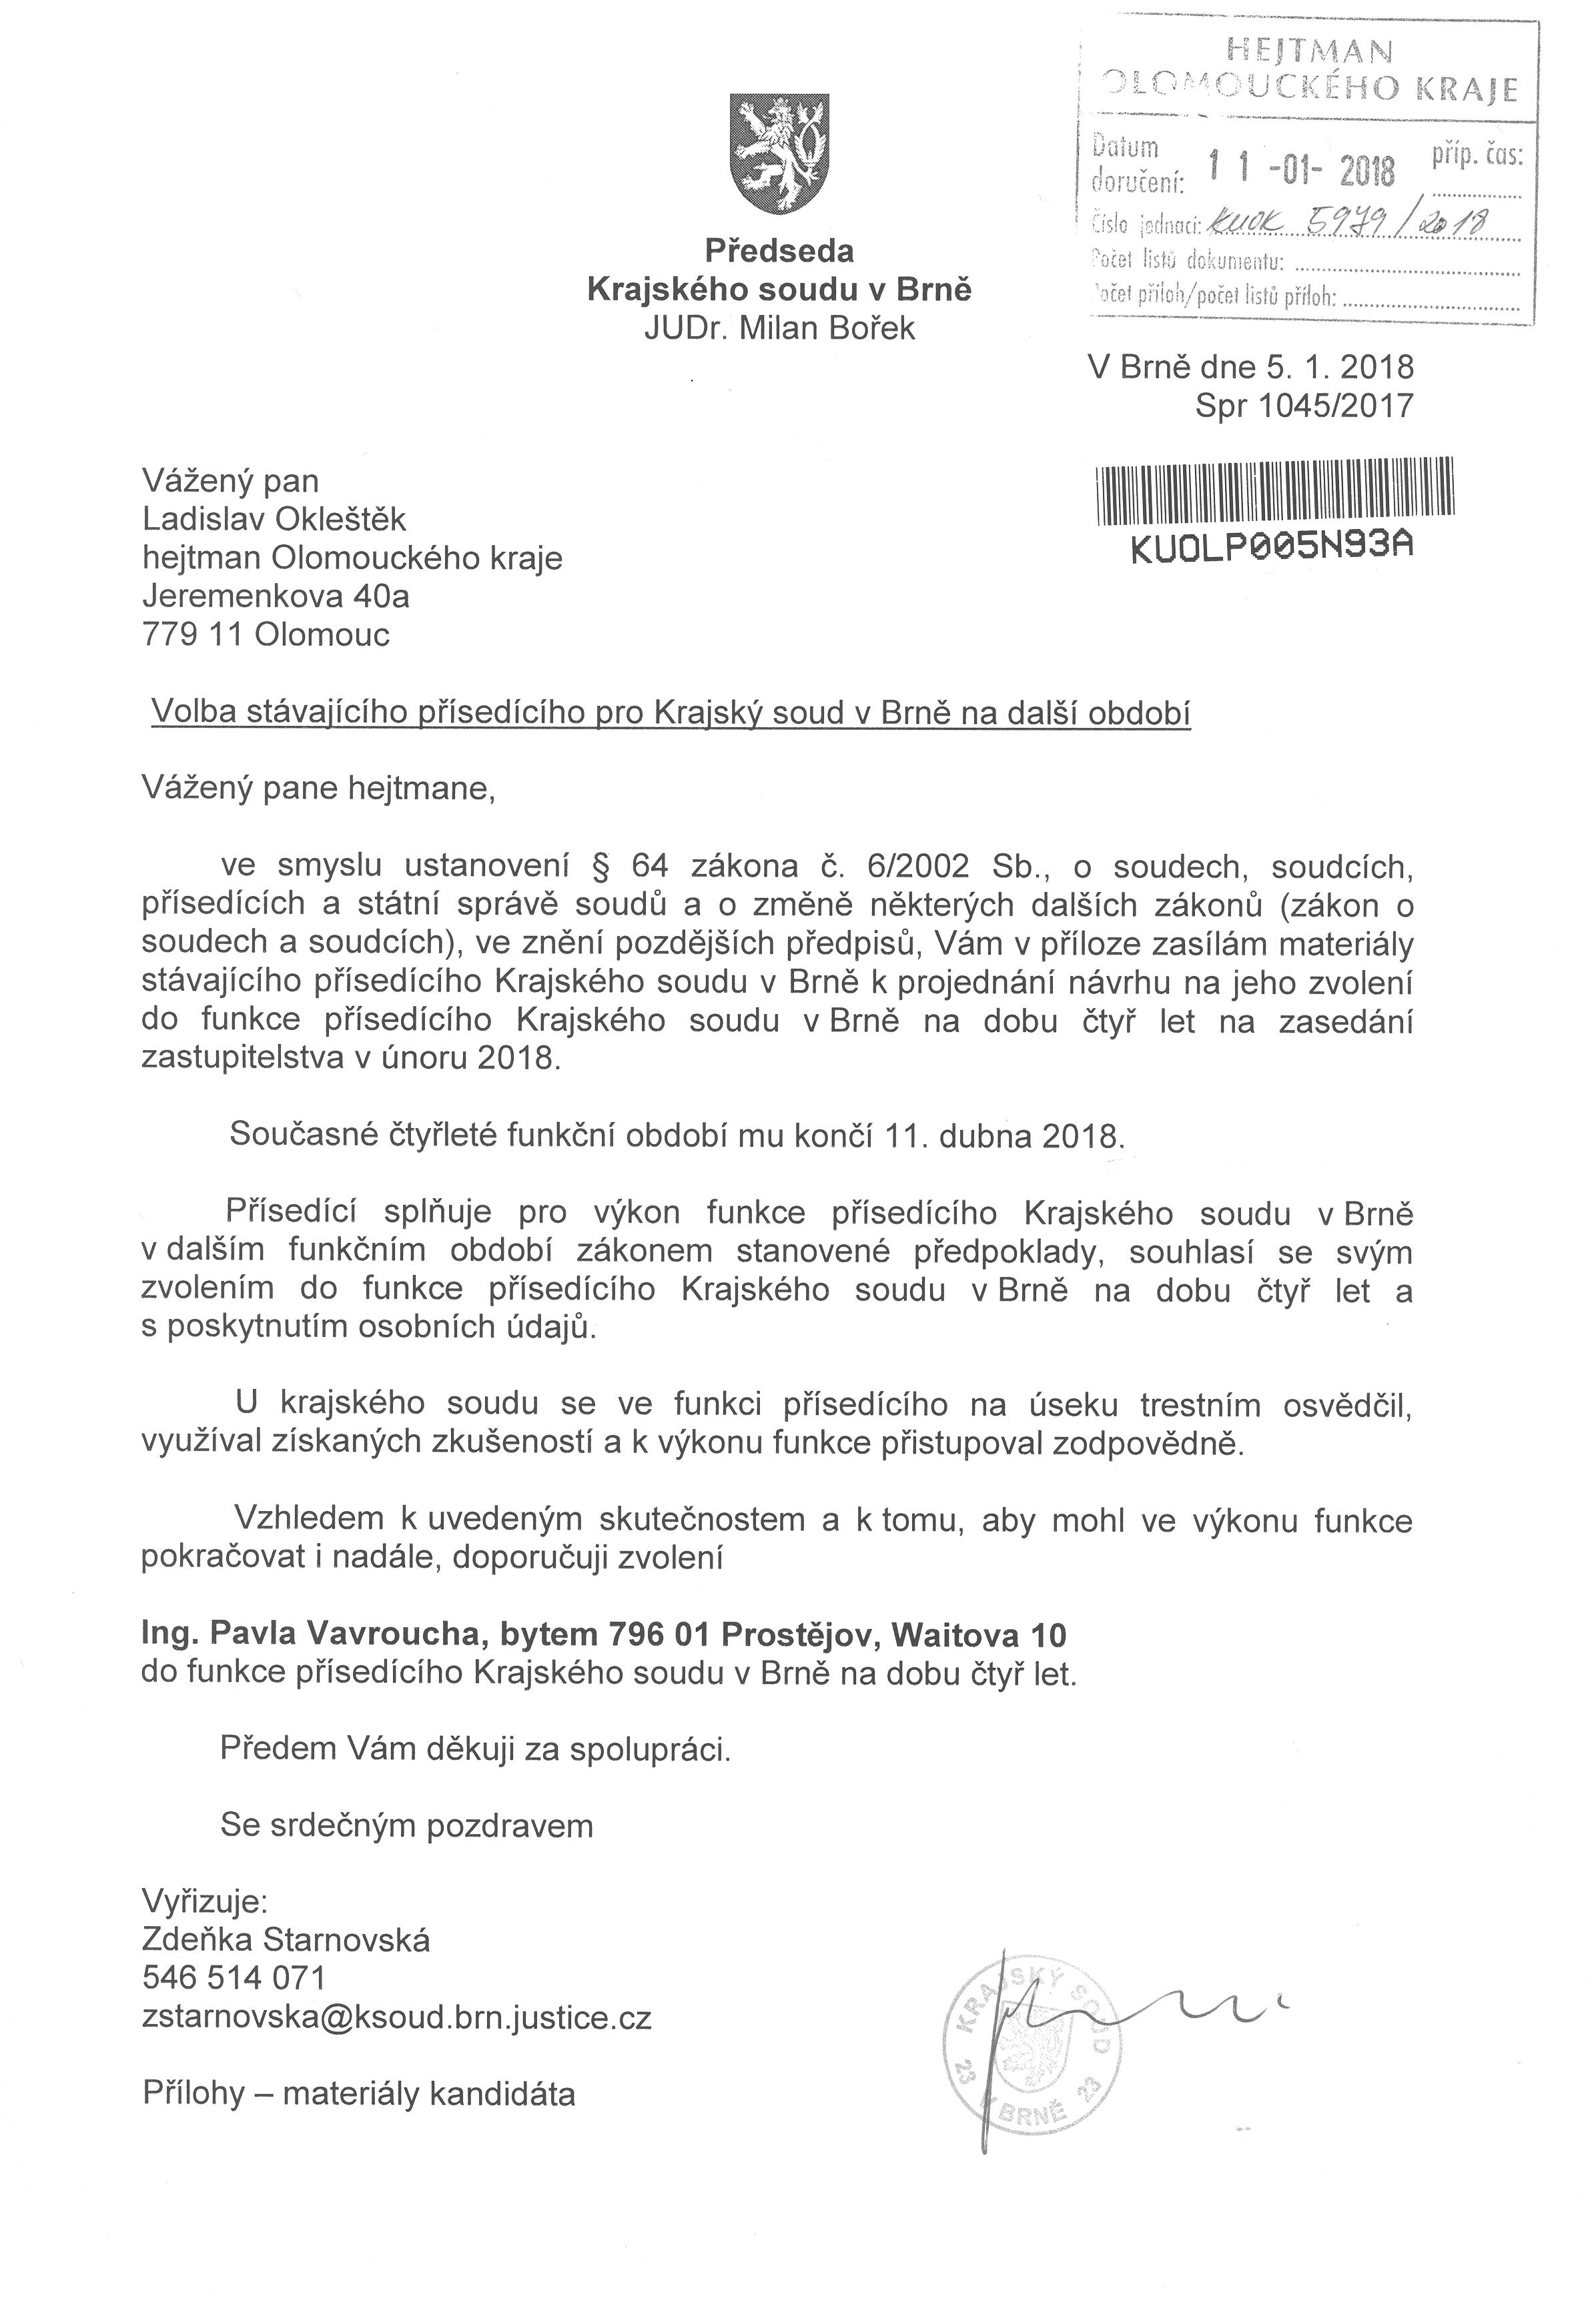 HEJTMAN
OLOMOUCKÉHO KRAJE
Datum doručení: 11 -01- 2018 příp. čas:
Číslo jednací: KUOK 5979/2018
Počet listů dokumentu:
Počet příloh/počet listů příloh:
Předseda
Krajského soudu v Brně
JUDr. Milan Bořek
V Brně dne 5. 1. 2018
Spr 1045/2017
KUOLP005N93A
Vážený pan
Ladislav Okleštěk
hejtman Olomouckého kraje
Jeremenkova 40a
779 11 Olomouc
Volba stávajícího přísedícího pro Krajský soud v Brně na další období
Vážený pane hejtmane,
ve smyslu ustanovení § 64 zákona č. 6/2002 Sb., o soudech, soudcích,
přísedících a státní správě soudů a o změně některých dalších zákonů (zákon o
soudech a soudcích), ve znění pozdějších předpisů, Vám v příloze zasílám materiály
stávajícího přísedícího Krajského soudu v Brně k projednání návrhu na jeho zvolení
do funkce přísedícího Krajského soudu v Brně na dobu čtyř let na zasedání
zastupitelstva v únoru 2018.
Současné čtyřleté funkční období mu končí 11. dubna 2018.
Přísedící splňuje pro výkon funkce přísedícího Krajského soudu v Brně
v dalším funkčním období zákonem stanovené předpoklady, souhlasí se svým
zvolením do funkce přísedícího Krajského soudu v Brně na dobu čtyř let a
s poskytnutím osobních údajů.
U krajského soudu se ve funkci přísedícího na úseku trestním osvědčil,
využíval získaných zkušeností a k výkonu funkce přistupoval zodpovědně.
Vzhledem k uvedeným skutečnostem a k tomu, aby mohl ve výkonu funkce
pokračovat i nadále, doporučuji zvolení
Ing. Pavla Vavroucha, bytem 796 01 Prostějov, Waitova 10
do funkce přísedícího Krajského soudu v Brně na dobu čtyř let.
Předem Vám děkuji za spolupráci.
Se srdečným pozdravem
Vyřizuje:
Zdeňka Starnovská
546 514 071
zstarnovska@ksoud.brn.justice.cz
Přílohy – materiály kandidáta
KRAJSKÝ SOUD
V BRNĚ
23 23